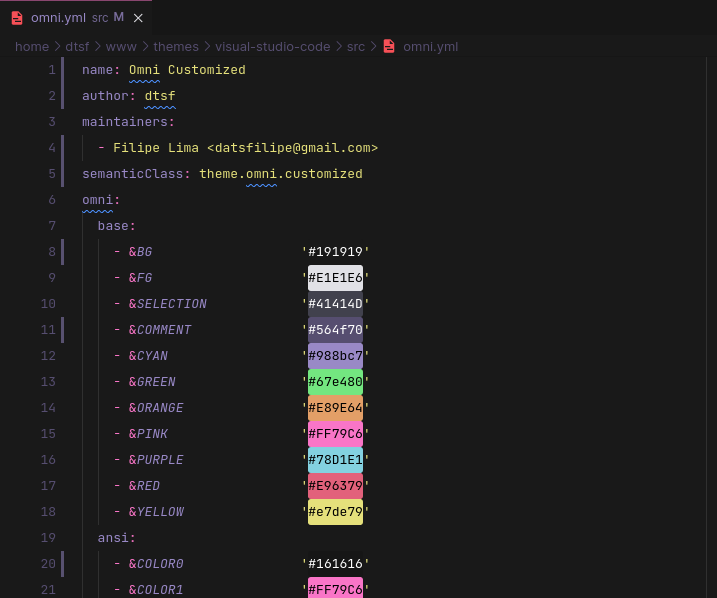 omni.yml src M
home > dtsf > www > themes > visual-studio-code > src > omni.yml
1 name: Omni Customized
2 author: dtsf
3 maintainers:
4 - Filipe Lima <datsfilipe@gmail.com>
5 semanticClass: theme.omni.customized
6 omni:
7 base:
8 - &BG '#191919'
9 - &FG '#E1E1E6'
10 - &SELECTION '#41414D'
11 - &COMMENT '#564f70'
12 - &CYAN '#988bc7'
13 - &GREEN '#67e480'
14 - &ORANGE '#E89E64'
15 - &PINK '#FF79C6'
16 - &PURPLE '#78D1E1'
17 - &RED '#E96379'
18 - &YELLOW '#e7de79'
19 ansi:
20 - &COLOR0 '#161616'
21 - &COLOR1 '#FF79C6'